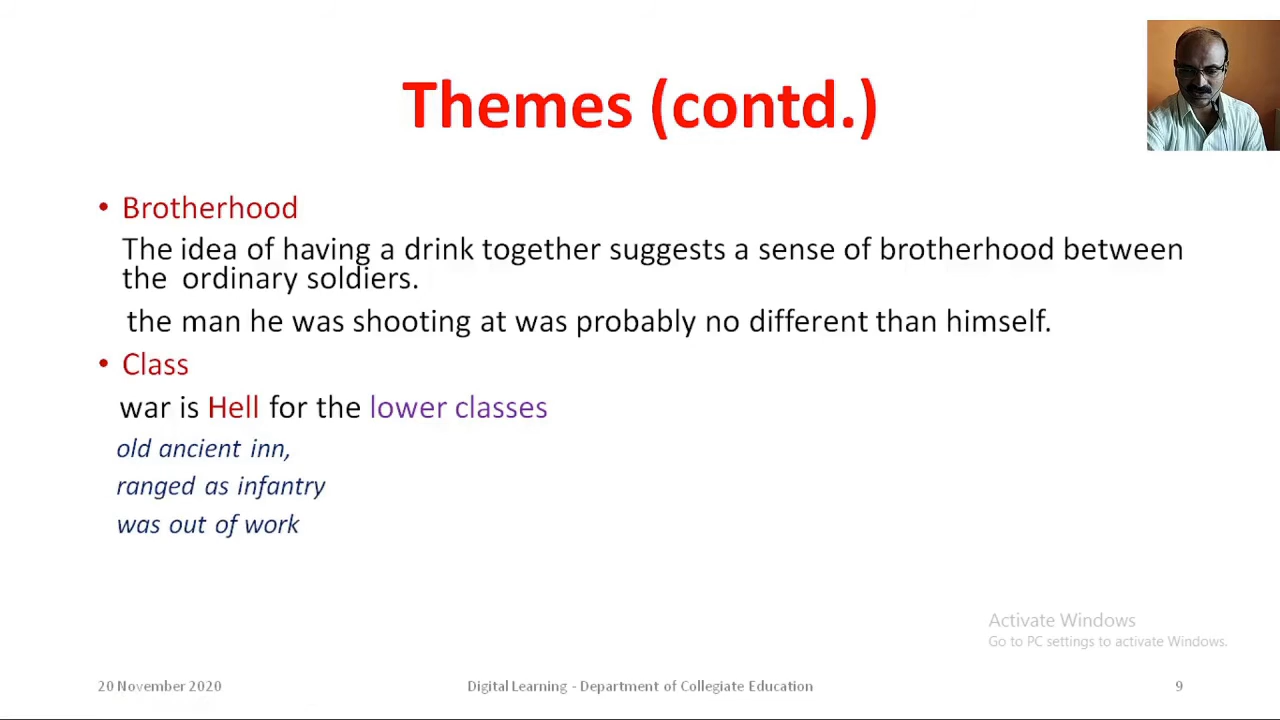 Themes (contd.)
• Brotherhood
The idea of having a drink together suggests a sense of brotherhood between
the ordinary soldiers.
the man he was shooting at was probably no different than himself.
• Class
war is Hell for the lower classes
old ancient inn,
ranged as infantry
was out of work
Activate Windows
Go to PC settings to activate Windows.
20 November 2020
Digital Learning - Department of Collegiate Education
9